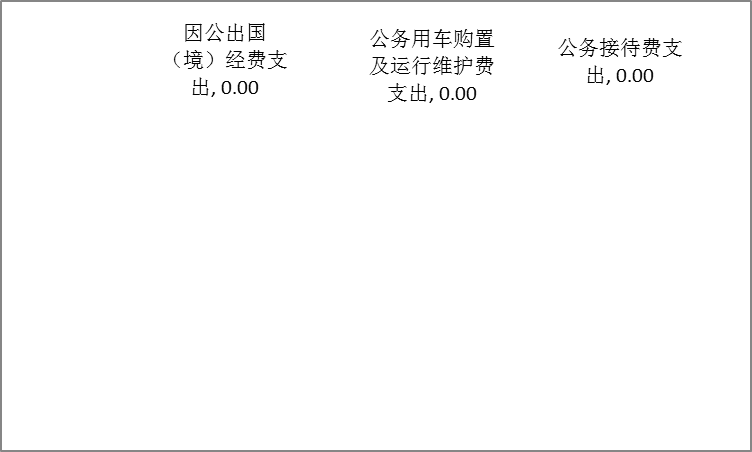 因公出国
（境）经费支
出, 0.00
公务用车购置
及运行维护费
支出, 0.00
公务接待费支
出, 0.00